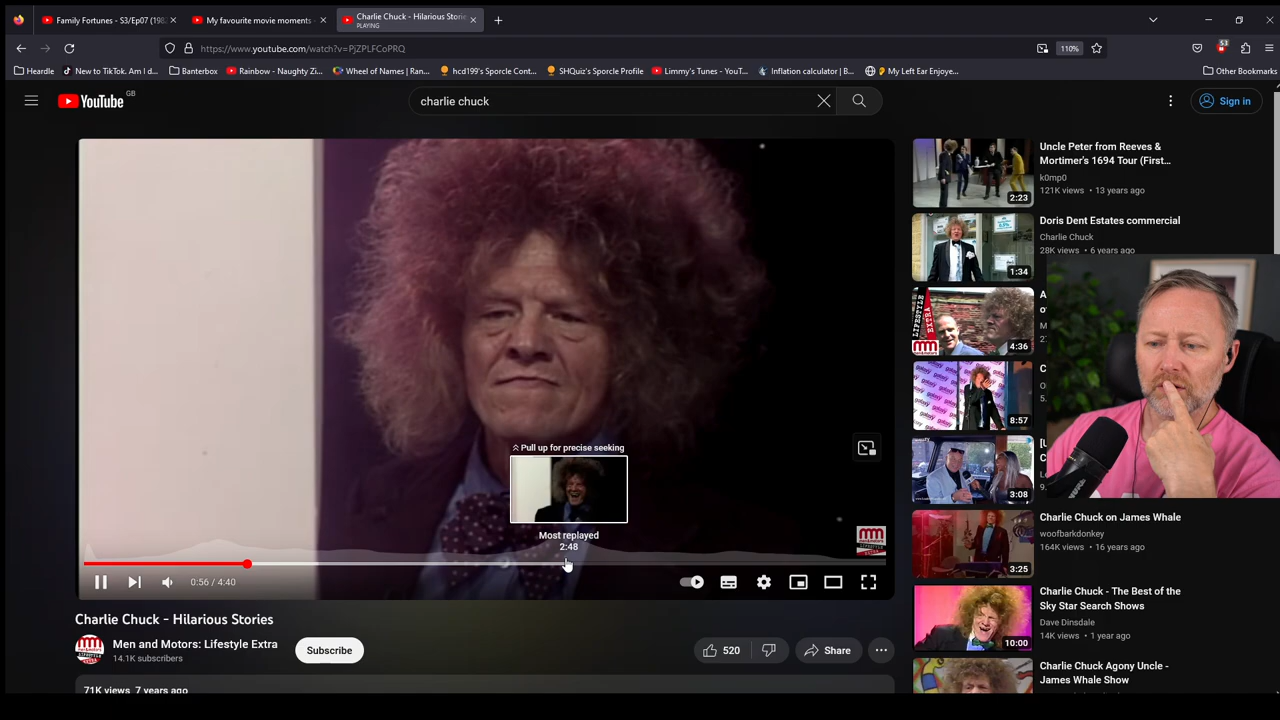 Family Fortunes - S3/Ep07 (198
My favourite movie moments -
Charlie Chuck - Hilarious Storie
PLAYING
https://www.youtube.com/watch?v=PjZPLFCoPRQ
110%
53
Heardle
New to TikTok. Am I d...
Banterbox
Rainbow - Naughty Zi...
Wheel of Names | Ran...
hcd199's Sporcle Cont...
SHQuiz's Sporcle Profile
Limmy's Tunes - YouT...
Inflation calculator | B...
My Left Ear Enjoye...
Other Bookmarks
YouTube
GB
charlie chuck
Sign in
Pull up for precise seeking
Most replayed
2:48
0:56 / 4:40
Charlie Chuck - Hilarious Stories
Men and Motors: Lifestyle Extra
14.1K subscribers
Subscribe
520
Share
71K views 7 years ago
Uncle Peter from Reeves &
Mortimer's 1694 Tour (First...
k0mp0
121K views • 13 years ago
2:23
Doris Dent Estates commercial
Charlie Chuck
28K views • 6 years ago
1:34
LIFESTYLE
EXTRA
4:36
8:57
3:08
Charlie Chuck on James Whale
woofbarkdonkey
164K views • 16 years ago
3:25
Charlie Chuck - The Best of the
Sky Star Search Shows
Dave Dinsdale
14K views • 1 year ago
10:00
Charlie Chuck Agony Uncle -
James Whale Show